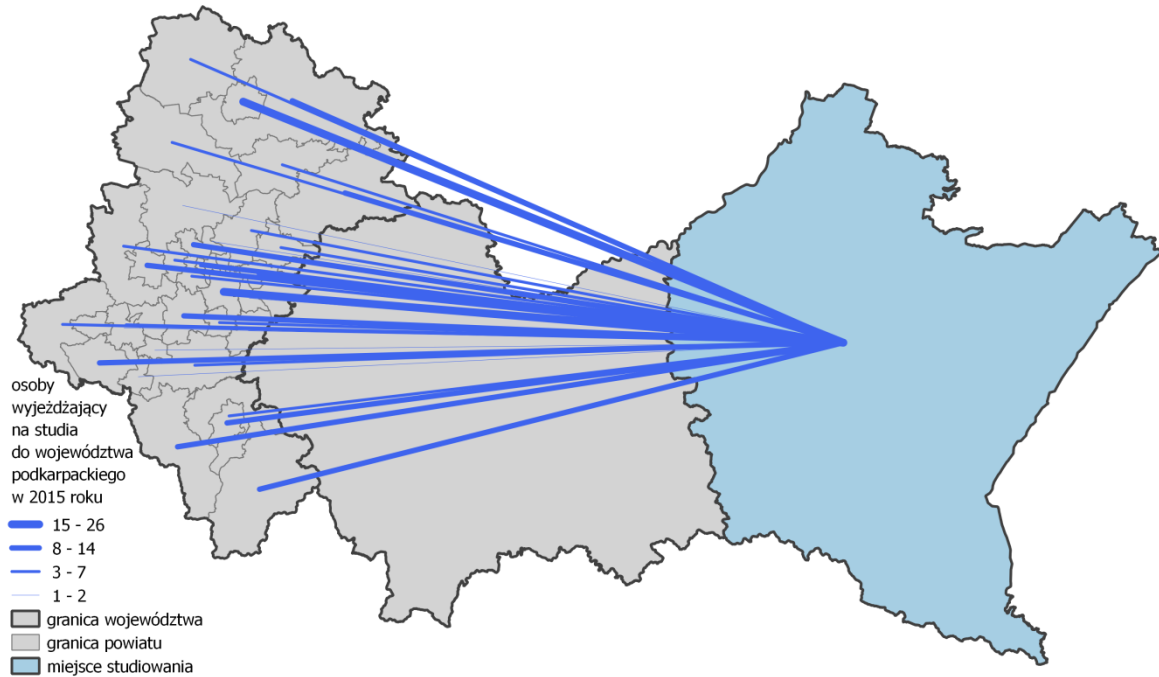 osoby
wyjeżdżający
na studia
do województwa
podkarpackiego
w 2015 roku
15 - 26
8 - 14
3 - 7
1 - 2
granica województwa
granica powiatu
miejsce studiowania